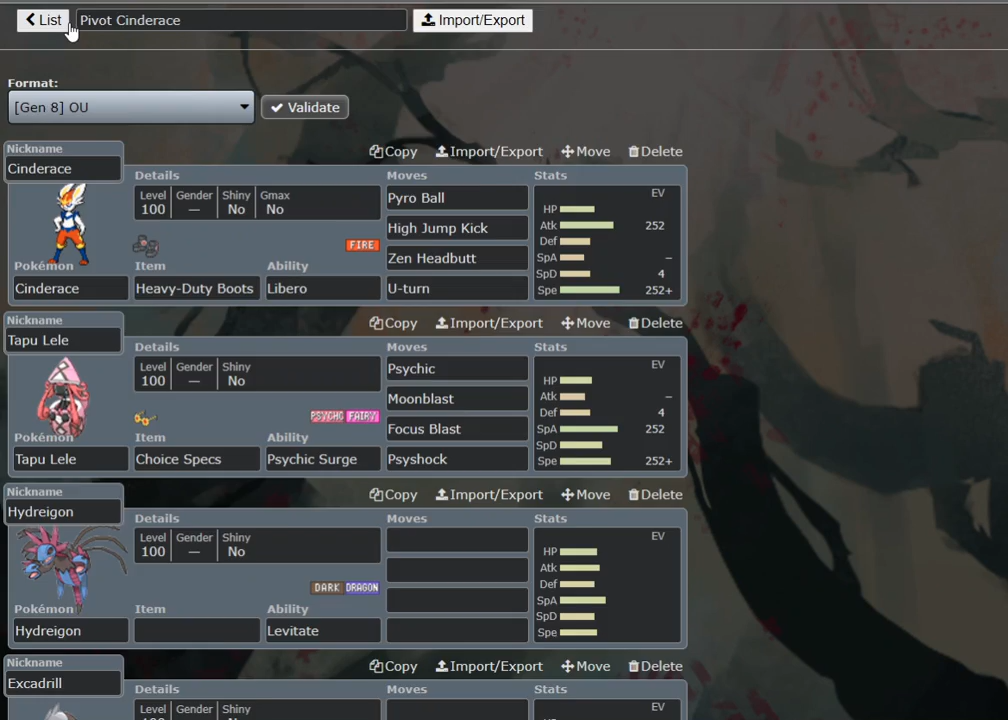 List Pivot Cinderace Import/Export
Format:
[Gen 8] OU Validate
Nickname Copy Import/Export Move Delete
Cinderace
Details Moves Stats
Level Gender Shiny Gmax Pyro Ball EV
100 — No No HP
High Jump Kick Atk 252
Def
FIRE Zen Headbutt SpA –
Pokémon Item Ability SpD 4
Cinderace Heavy-Duty Boots Libero U-turn Spe 252+
Nickname Copy Import/Export Move Delete
Tapu Lele
Details Moves Stats
Level Gender Shiny Psychic EV
100 — No HP
Moonblast Atk –
Def 4
PSYCHC FAIRY Focus Blast SpA 252
Pokémon Item Ability SpD
Tapu Lele Choice Specs Psychic Surge Psyshock Spe 252+
Nickname Copy Import/Export Move Delete
Hydreigon
Details Moves Stats
Level Gender Shiny EV
100 — No HP
Atk
Def
DARK DRAGON SpA
Pokémon Item Ability SpD
Hydreigon Levitate Spe
Nickname Copy Import/Export Move Delete
Excadrill
Details Moves Stats
Level Gender Shiny EV